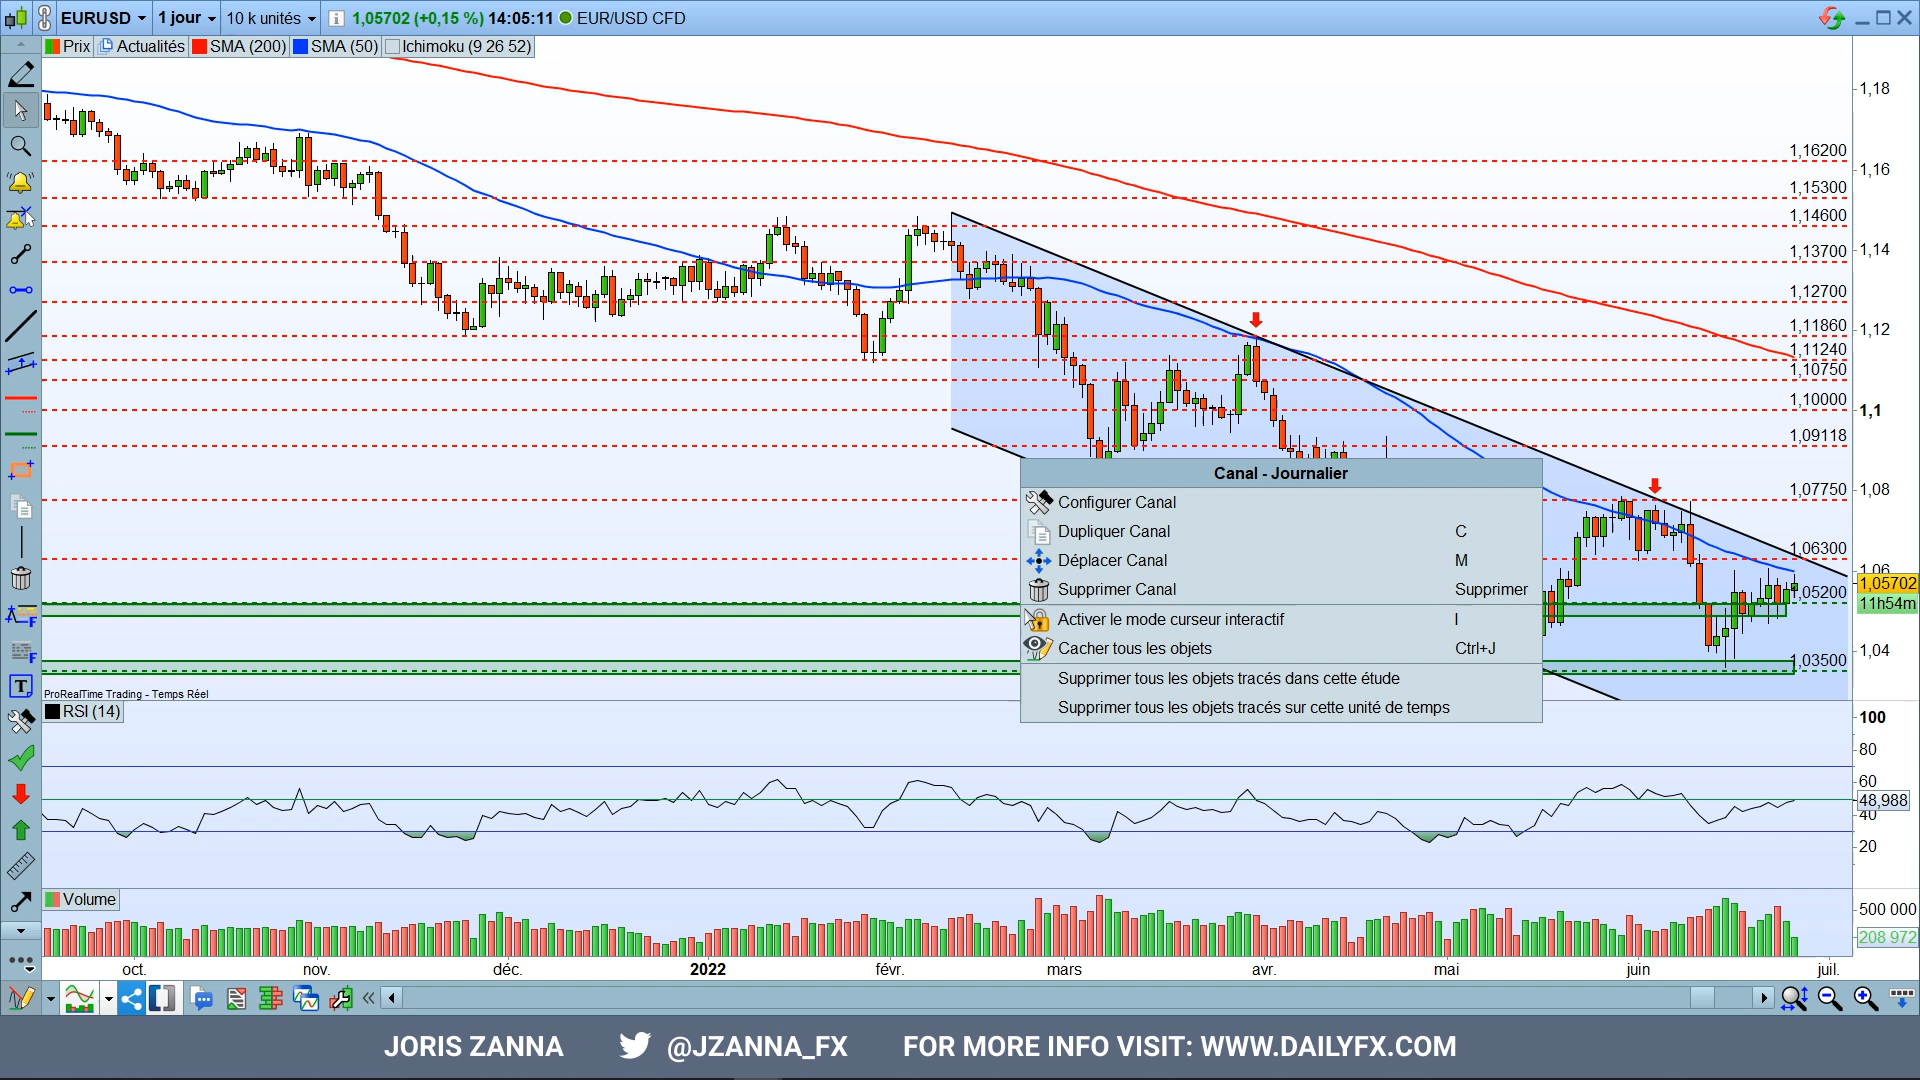 EURUSD 1 jour 10 k unités 1,05702 (+0,15 %) 14:05:11 EUR/USD CFD
Prix Actualités SMA (200) SMA (50) Ichimoku (9 26 52)
1,18
1,16200
1,16
1,15300
1,14600
1,13700
1,14
1,12700
1,11860
1,12
1,11240
1,10750
1,10000
1,1
1,09118
Canal - Journalier
Configurer Canal
Dupliquer Canal C
Déplacer Canal M
Supprimer Canal Supprimer
Activer le mode curseur interactif I
Cacher tous les objets Ctrl+J
Supprimer tous les objets tracés dans cette étude
Supprimer tous les objets tracés sur cette unité de temps
1,07750
1,08
1,06300
1,06
1,05702
1,05200
11h54m
1,04
1,03500
ProRealTime Trading - Temps Réel
RSI (14)
100
80
60
48,988
40
20
Volume
500 000
208 972
oct. nov. déc. 2022 févr. mars avr. mai juin juil.
JORIS ZANNA @JZANNA_FX FOR MORE INFO VISIT: WWW.DAILYFX.COM